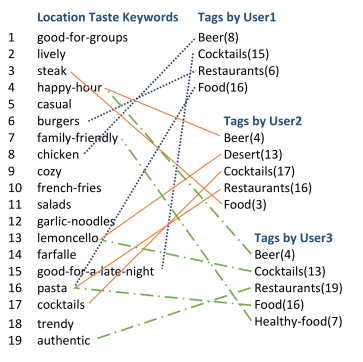 Location Taste Keywords
1 good-for-groups
2 lively
3 steak
4 happy-hour
5 casual
6 burgers
7 family-friendly
8 chicken
9 cozy
10 french-fries
11 salads
12 garlic-noodles
13 lemoncello
14 farfalle
15 good-for-a-late-night
16 pasta
17 cocktails
18 trendy
19 authentic
Tags by User1
Beer(8)
Cocktails(15)
Restaurants(6)
Food(16)
Tags by User2
Beer(4)
Desert(13)
Cocktails(17)
Restaurants(16)
Food(3)
Tags by User3
Beer(4)
Cocktails(13)
Restaurants(19)
Food(16)
Healthy-food(7)